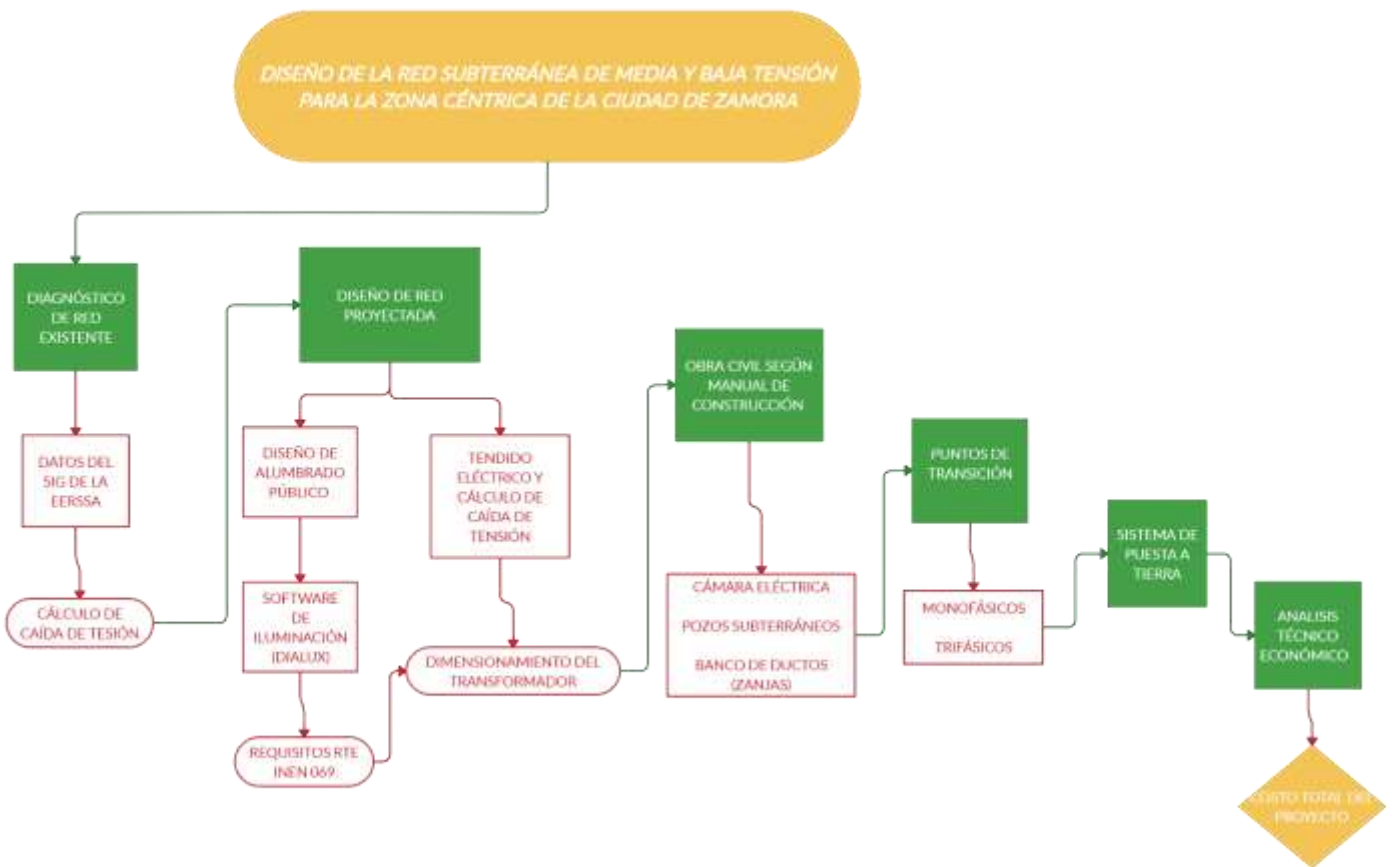 DISEÑO DE LA RED SUBTERRÁNEA DE MEDIA Y BAJA TENSIÓN
PARA LA ZONA CÉNTRICA DE LA CIUDAD DE ZAMORA
DIAGNÓSTICO
DE RED
EXISTENTE
DATOS DEL
SIG DE LA
EERSSA
CÁLCULO DE
CAÍDA DE TESIÓN
DISEÑO DE RED
PROYECTADA
DISEÑO DE
ALUMBRADO
PÚBLICO
SOFTWARE
DE
ILUMINACIÓN
(DIALUX)
REQUISITOS RTE
INEN 069
TENDIDO
ELÉCTRICO Y
CÁLCULO DE
CAÍDA DE
TENSIÓN
DIMENSIONAMIENTO DEL
TRANSFORMADOR
OBRA CIVIL SEGÚN
MANUAL DE
CONSTRUCCIÓN
CÁMARA ELÉCTRICA
POZOS SUBTERRÁNEOS
BANCO DE DUCTOS
(ZANJAS)
PUNTOS DE
TRANSICIÓN
MONOFÁSICOS
TRIFÁSICOS
SISTEMA DE
PUESTA A
TIERRA
ANALISIS
TÉCNICO
ECONÓMICO
COSTO TOTAL DEL
PROYECTO